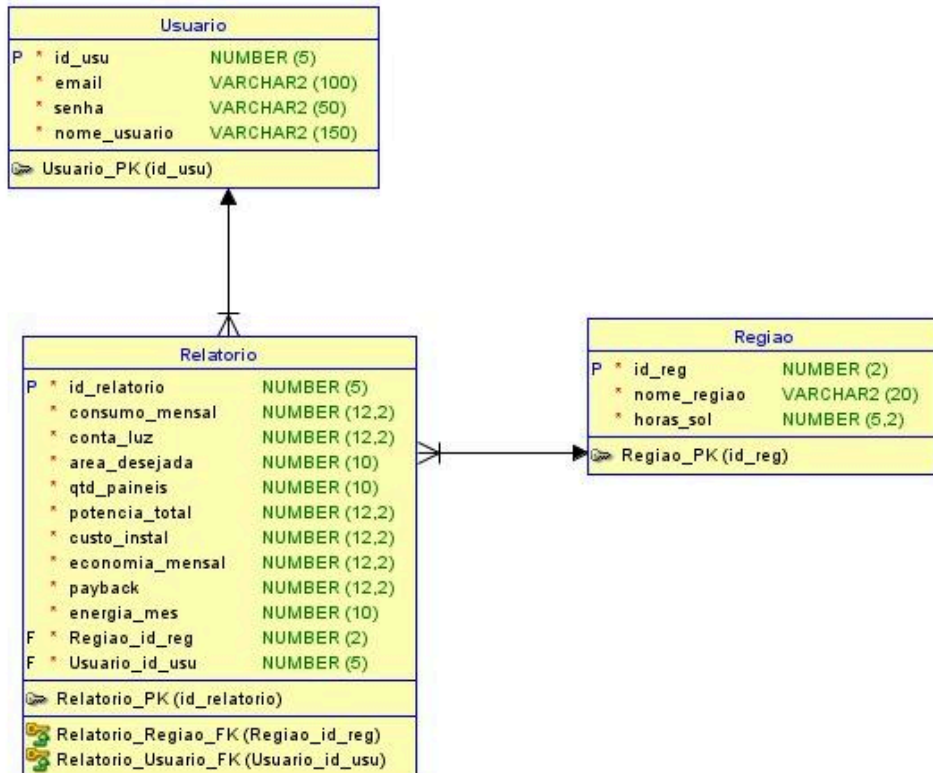 Usuario
P * id_usu NUMBER (5)
* email VARCHAR2 (100)
* senha VARCHAR2 (50)
* nome_usuario VARCHAR2 (150)
Usuario_PK (id_usu)
Relatorio
P * id_relatorio NUMBER (5)
* consumo_mensal NUMBER (12,2)
* conta_luz NUMBER (12,2)
* area_desejada NUMBER (10)
* qtd_paineis NUMBER (10)
* potencia_total NUMBER (12,2)
* custo_instal NUMBER (12,2)
* economia_mensal NUMBER (12,2)
* payback NUMBER (12,2)
* energia_mes NUMBER (10)
F * Regiao_id_reg NUMBER (2)
F * Usuario_id_usu NUMBER (5)
Relatorio_PK (id_relatorio)
Relatorio_Regiao_FK (Regiao_id_reg)
Relatorio_Usuario_FK (Usuario_id_usu)
Regiao
P * id_reg NUMBER (2)
* nome_regiao VARCHAR2 (20)
* horas_sol NUMBER (5,2)
Regiao_PK (id_reg)